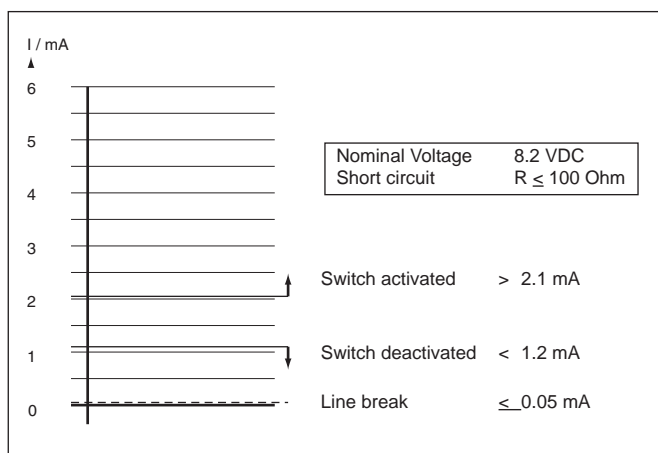 I / mA
6
5
4
3
2
1
0
Nominal Voltage 8.2 VDC
Short circuit R ≤ 100 Ohm
Switch activated > 2.1 mA
Switch deactivated < 1.2 mA
Line break ≤ 0.05 mA